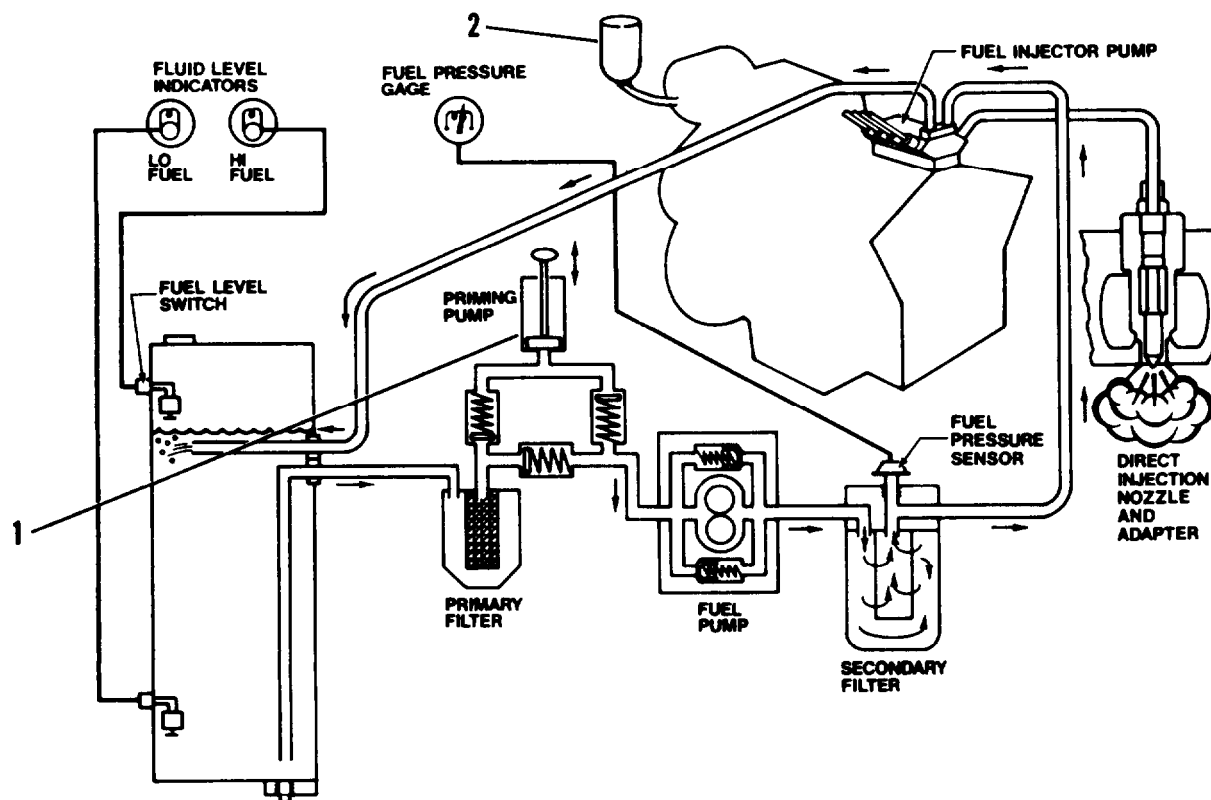 2
FUEL INJECTOR PUMP
FLUID LEVEL
INDICATORS
FUEL PRESSURE
GAGE
LO
FUEL
HI
FUEL
FUEL LEVEL
SWITCH
PRIMING
PUMP
FUEL
PRESSURE
SENSOR
DIRECT
INJECTION
NOZZLE
AND
ADAPTER
1
PRIMARY
FILTER
FUEL
PUMP
SECONDARY
FILTER